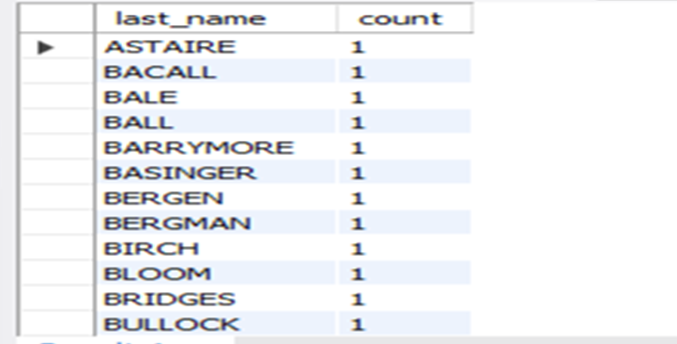 last_name count
ASTAIRE 1
BACALL 1
BALE 1
BALL 1
BARRYMORE 1
BASINGER 1
BERGEN 1
BERGMAN 1
BIRCH 1
BLOOM 1
BRIDGES 1
BULLOCK 1